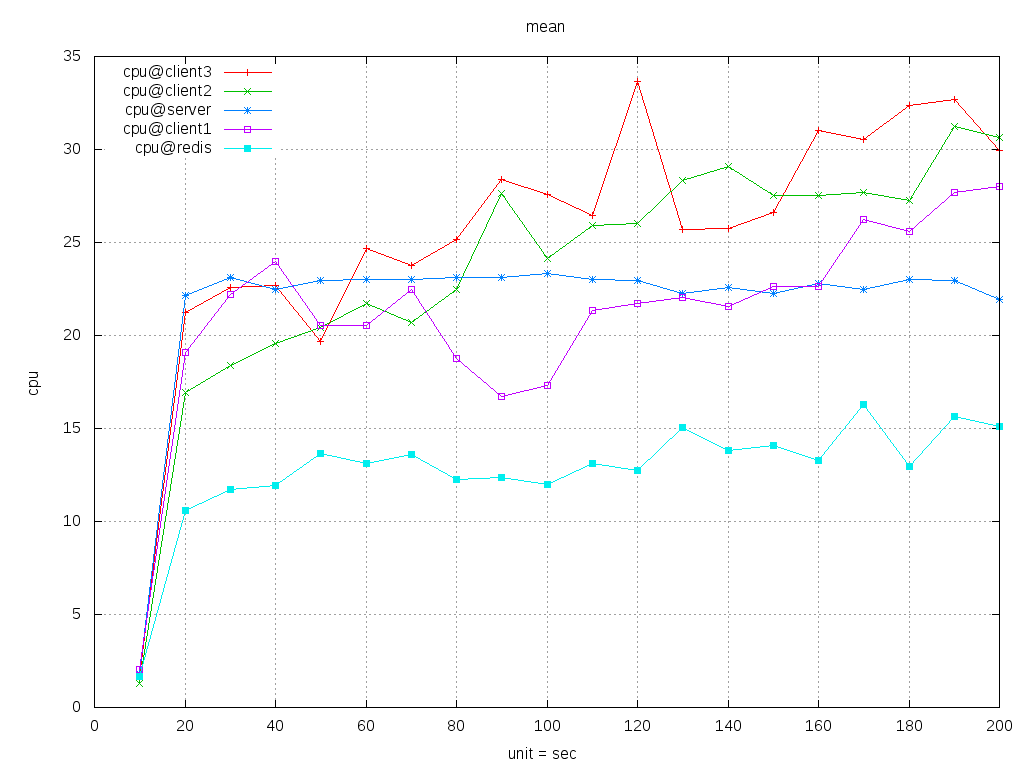 mean
35
30
25
20
15
10
5
0
cpu
cpu@client3
cpu@client2
cpu@server
cpu@client1
cpu@redis
0 20 40 60 80 100 120 140 160 180 200
unit = sec